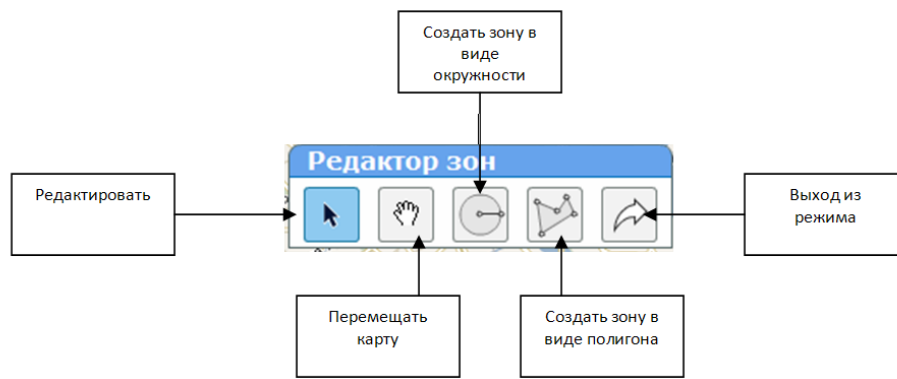 Создать зону в
виде
окружности
Редактор зон
Редактировать
Выход из
режима
Перемещать
карту
Создать зону в
виде полигона